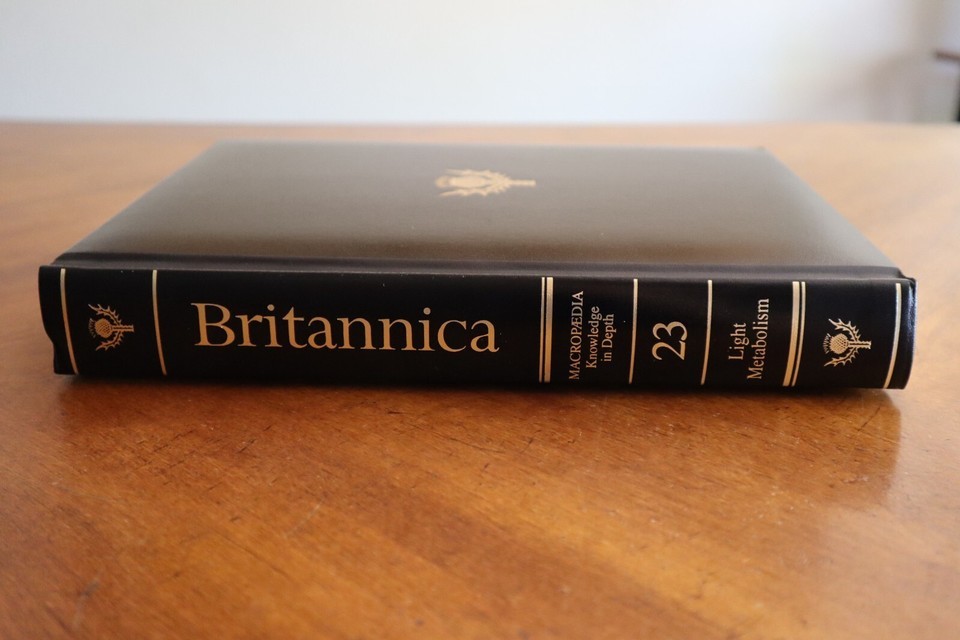 Britannica
MACROPÆDIA
Knowledge
in Depth
23
Light
Metabolism